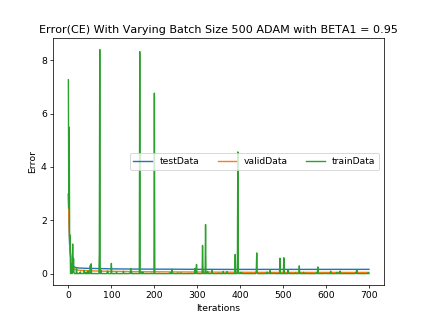 Error(CE) With Varying Batch Size 500 ADAM with BETA1 = 0.95
8
6
4
2
0
Error
testData validData trainData
0 100 200 300 400 500 600 700
Iterations